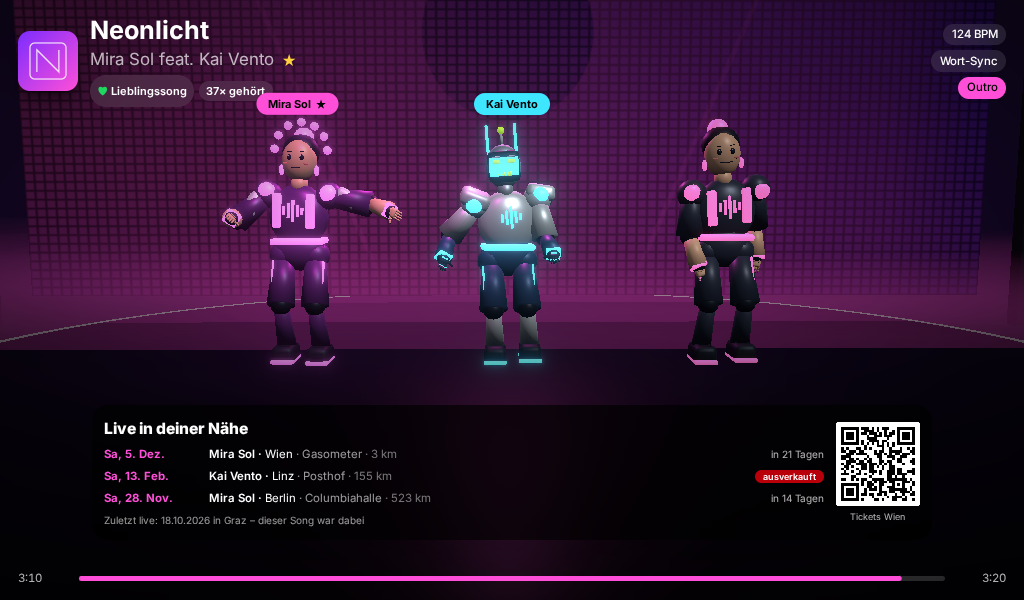 Neonlicht
Mira Sol feat. Kai Vento ★
Lieblingssong
37× gehört
124 BPM
Wort-Sync
Outro
Mira Sol ★
Kai Vento
Live in deiner Nähe
Sa, 5. Dez. Mira Sol · Wien · Gasometer · 3 km in 21 Tagen
Sa, 13. Feb. Kai Vento · Linz · Posthof · 155 km ausverkauft
Sa, 28. Nov. Mira Sol · Berlin · Columbiahalle · 523 km in 14 Tagen
Zuletzt live: 18.10.2026 in Graz – dieser Song war dabei
Tickets Wien
3:10
3:20